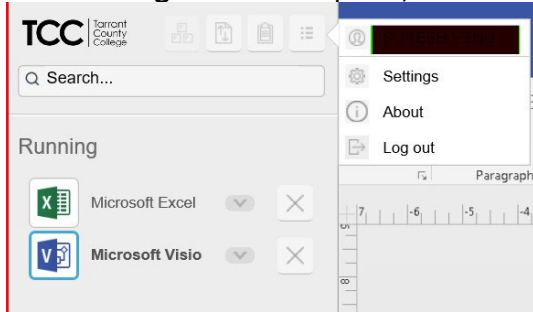 TCC Tarrant County College
Search...
Settings
About
Log out
Running
Microsoft Excel
Microsoft Visio
Paragraph
7 -6 -5 -4
8